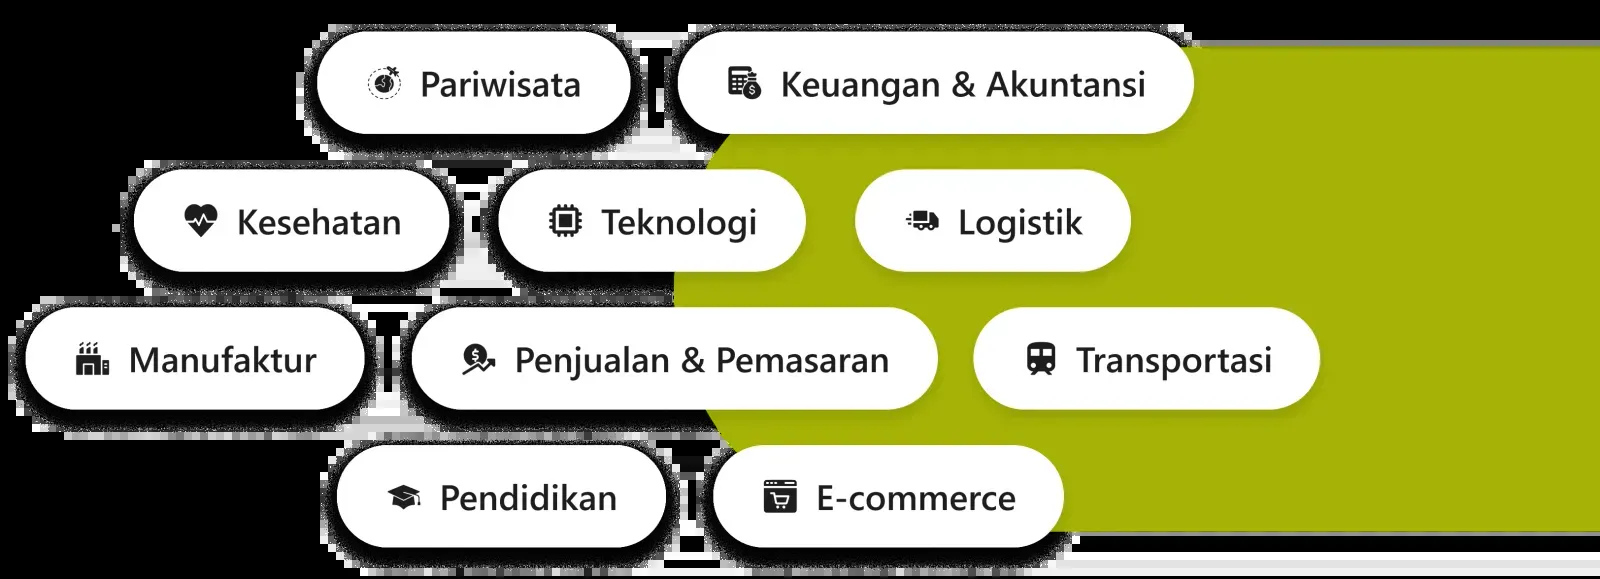 Pariwisata
Keuangan & Akuntansi
Kesehatan
Teknologi
Logistik
Manufaktur
Penjualan & Pemasaran
Transportasi
Pendidikan
E-commerce